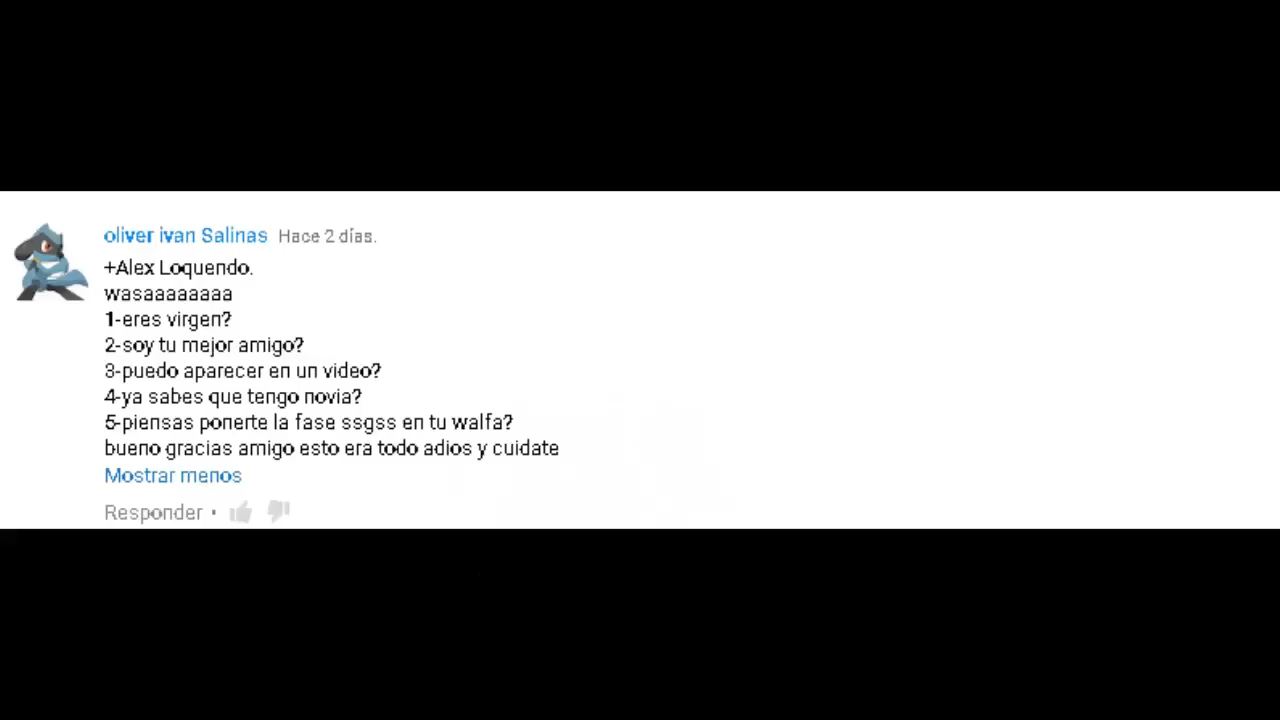 oliver ivan Salinas Hace 2 días.
+Alex Loquendo.
wasaaaaaaaa
1-eres virgen?
2-soy tu mejor amigo?
3-puedo aparecer en un video?
4-ya sabes que tengo novia?
5-piensas ponerte la fase ssgss en tu walfa?
bueno gracias amigo esto era todo adios y cuidate
Mostrar menos
Responder •